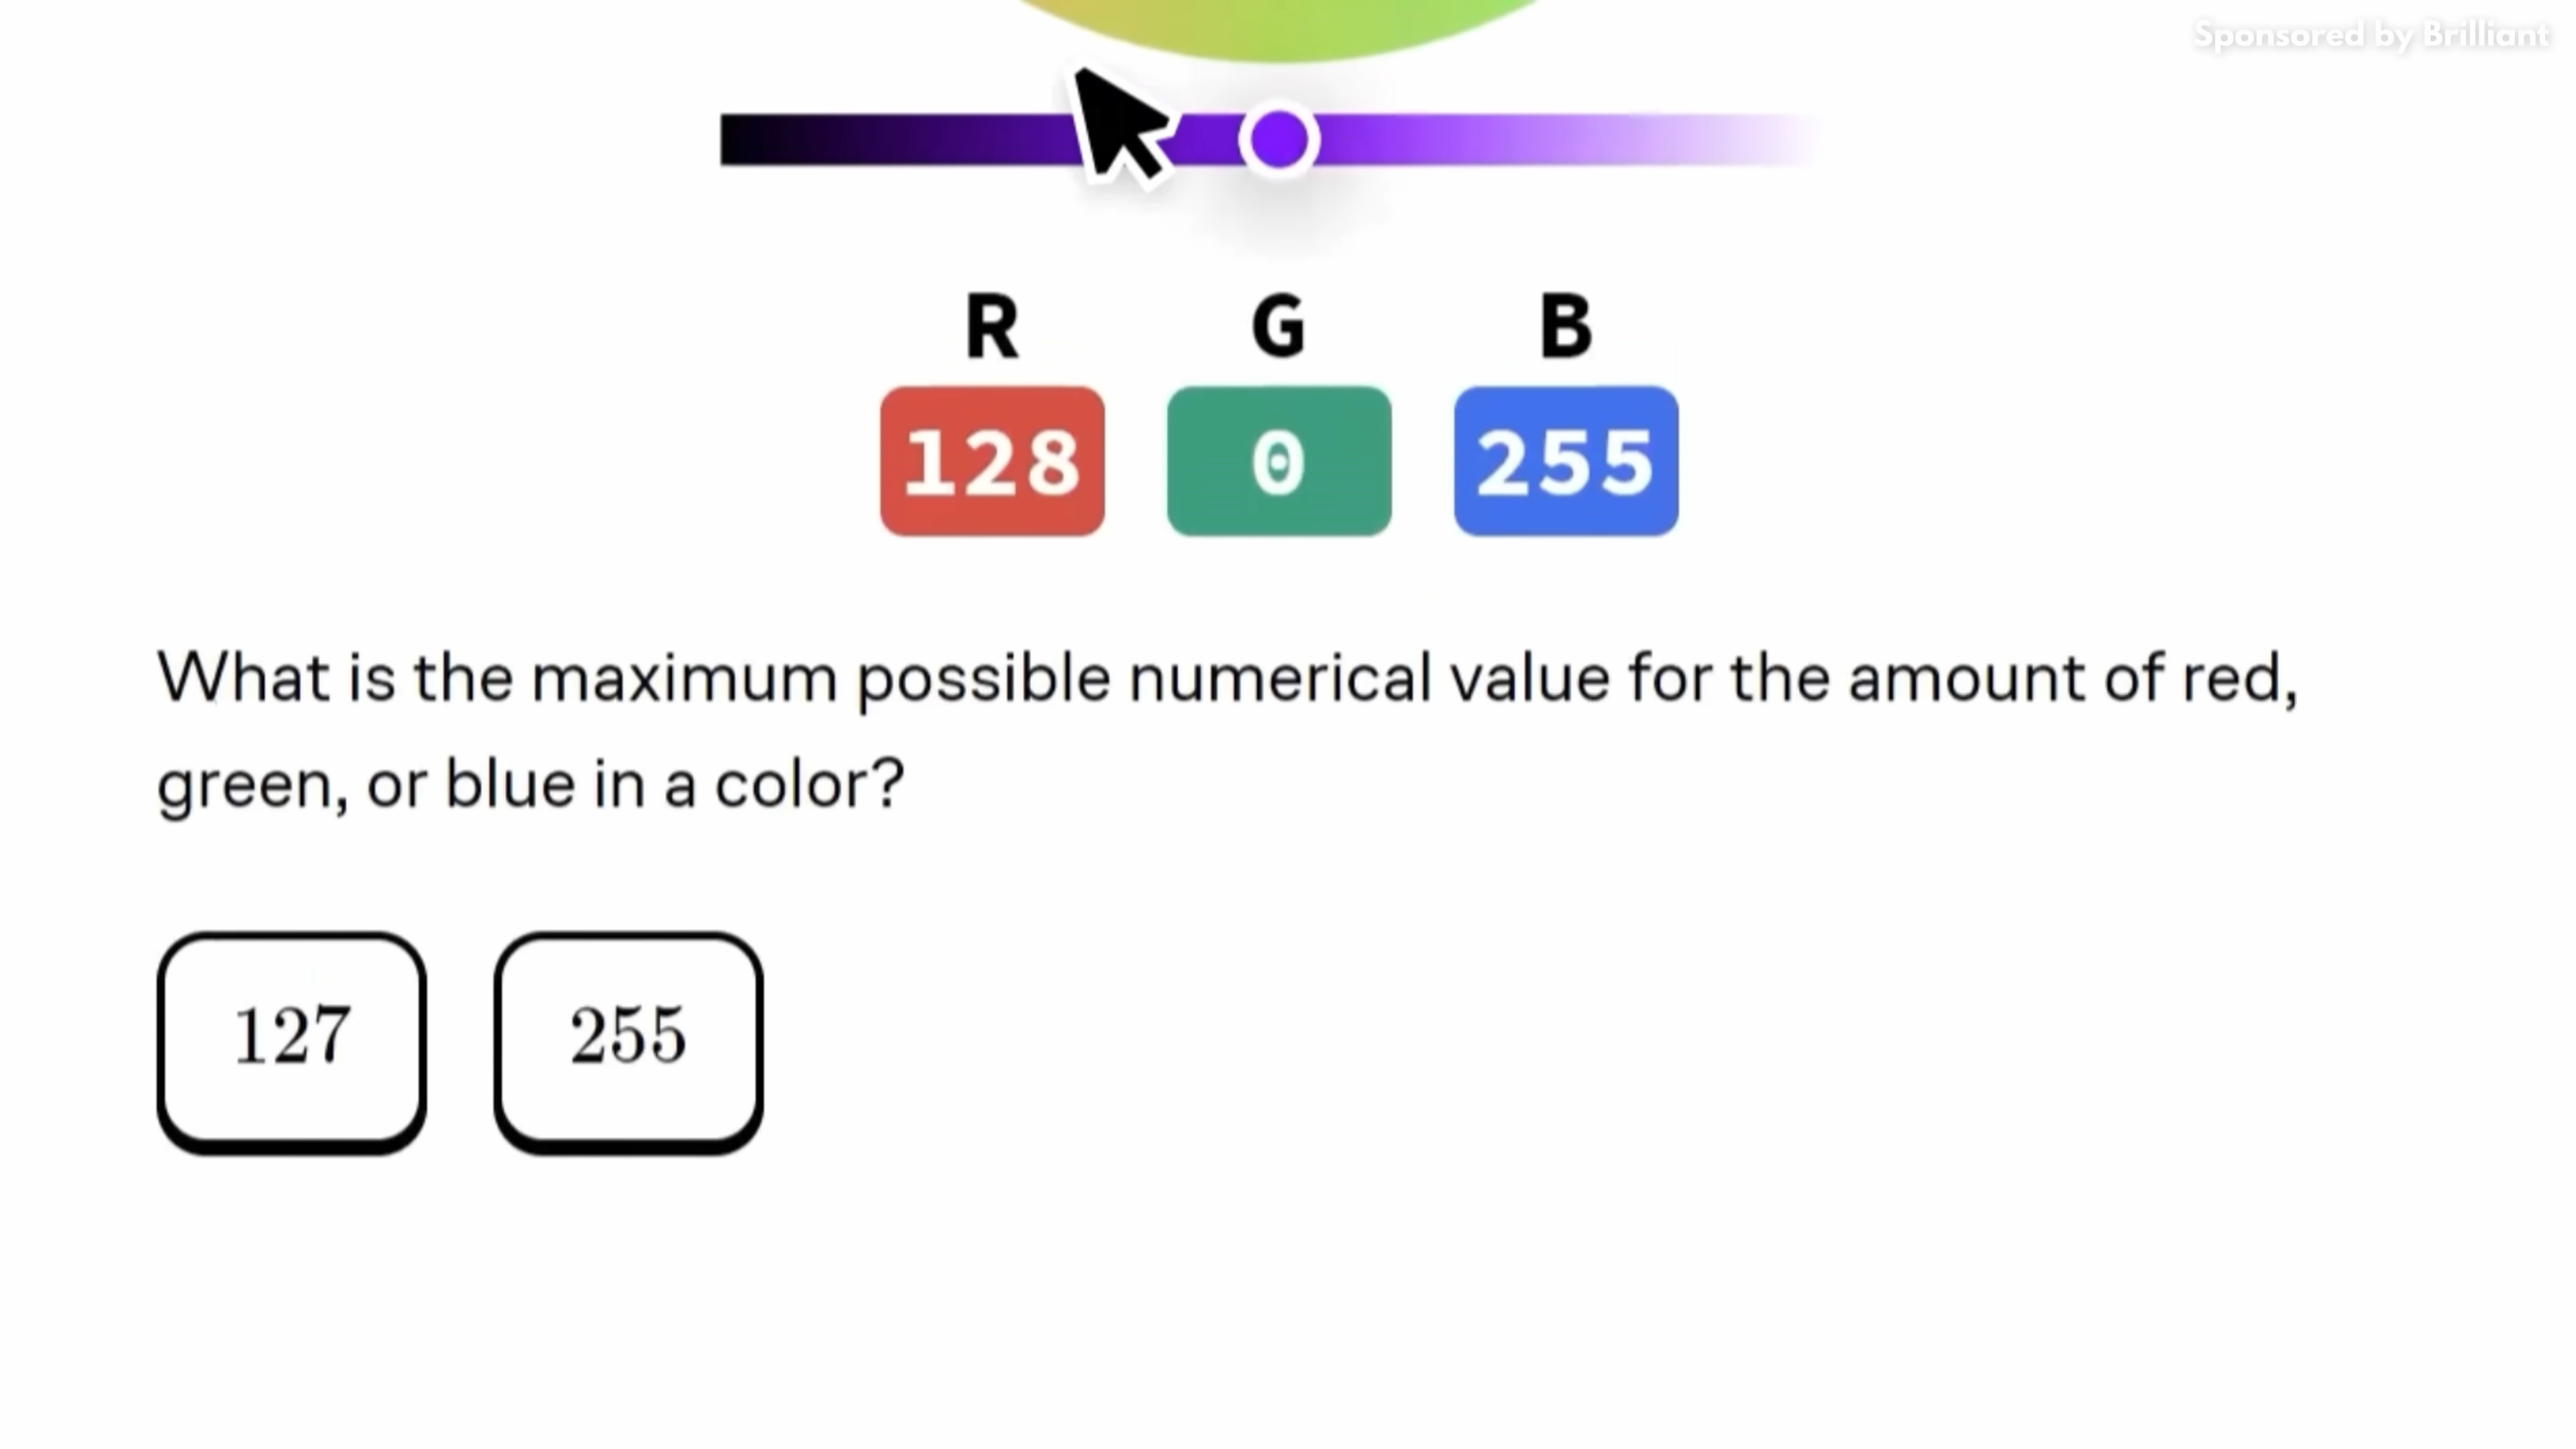 Sponsored by Brilliant
R G B
128 0 255
What is the maximum possible numerical value for the amount of red,
green, or blue in a color?
127 255